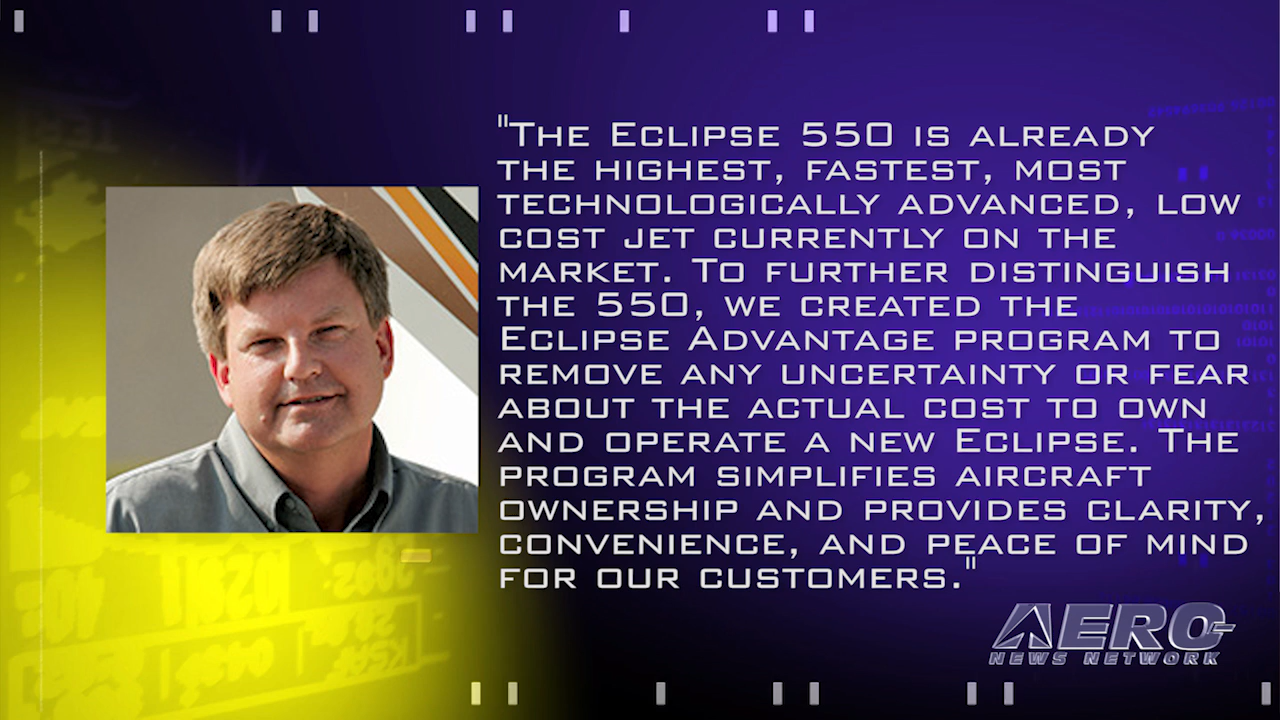 "The Eclipse 550 is already
the highest, fastest, most
technologically advanced, low
cost jet currently on the
market. To further distinguish
the 550, we created the
Eclipse Advantage program to
remove any uncertainty or fear
about the actual cost to own
and operate a new Eclipse. The
program simplifies aircraft
ownership and provides clarity,
convenience, and peace of mind
for our customers."
AERO
NEWS NETWORK